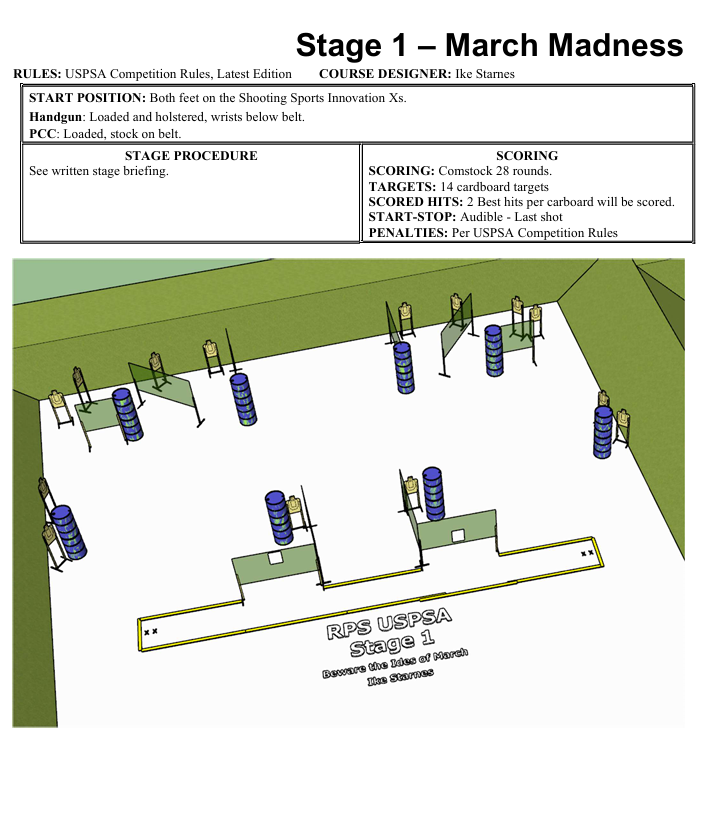 Stage 1 – March Madness
RULES: USPSA Competition Rules, Latest Edition COURSE DESIGNER: Ike Starnes
START POSITION: Both feet on the Shooting Sports Innovation Xs.
Handgun: Loaded and holstered, wrists below belt.
PCC: Loaded, stock on belt.
STAGE PROCEDURE
See written stage briefing.
SCORING
SCORING: Comstock 28 rounds.
TARGETS: 14 cardboard targets
SCORED HITS: 2 Best hits per carboard will be scored.
START-STOP: Audible - Last shot
PENALTIES: Per USPSA Competition Rules
x x
x x
RPS USPSA
Stage 1
Beware the Ides of March
Ike Starnes